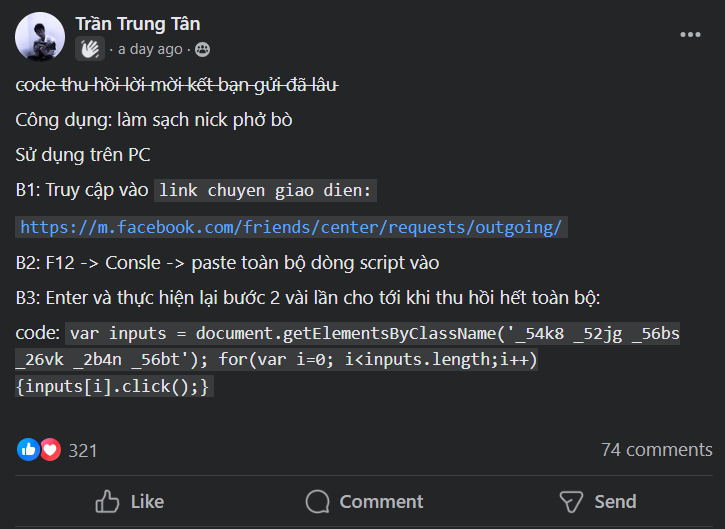 Trần Trung Tân
· a day ago ·
code thu hồi lời mời kết bạn gửi đã lâu
Công dụng: làm sạch nick phở bò
Sử dụng trên PC
B1: Truy cập vào link chuyen giao dien:
https://m.facebook.com/friends/center/requests/outgoing/
B2: F12 -> Consle -> paste toàn bộ dòng script vào
B3: Enter và thực hiện lại bước 2 vài lần cho tới khi thu hồi hết toàn bộ:
code: var inputs = document.getElementsByClassName('_54k8 _52jg _56bs
_26vk _2b4n _56bt'); for(var i=0; i<inputs.length;i++)
{inputs[i].click();}
321
74 comments
Like
Comment
Send